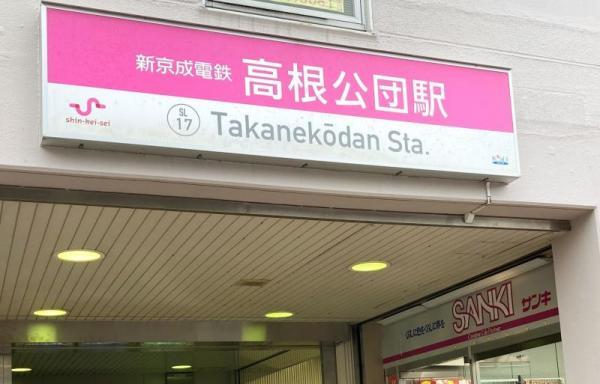 新京成電鉄 高根公団駅
shin-kei-sei
SL
17
Takanekōdan Sta.
SANKI サンキ